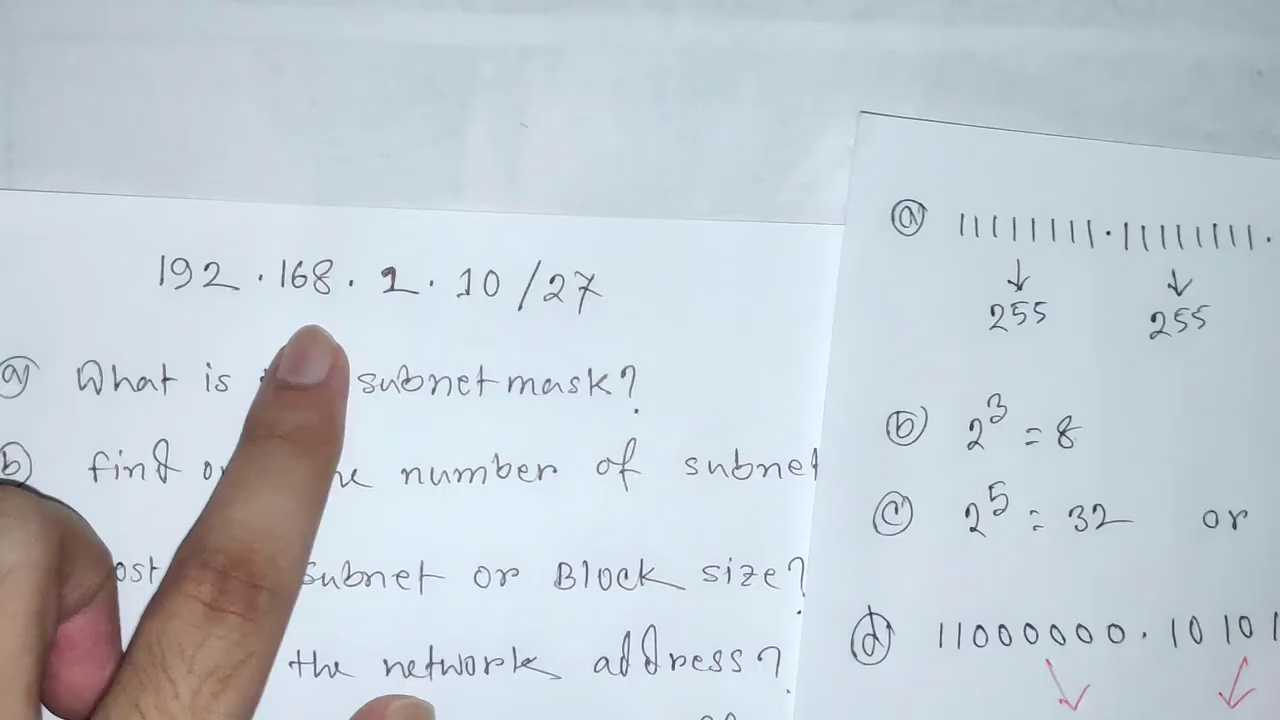 192.168.1.10/27
a) What is subnet mask?
b) find number of subnet
subnet or Block size?
the network address?
a) 11111111.11111111.
255 255
b) 2^3 = 8
c) 2^5 = 32 or
d) 11000000.10101